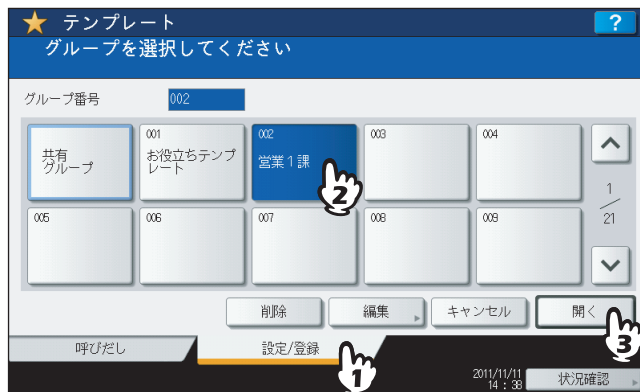 テンプレート
?
グループを選択してください
グループ番号
002
共有
グループ
001
お役立ちテンプ
レート
002
営業1課
003
004
1
21
005
006
007
008
009
2
削除
編集
キャンセル
開く
3
呼びだし
設定/登録
1
2011/11/11
14:38
状況確認